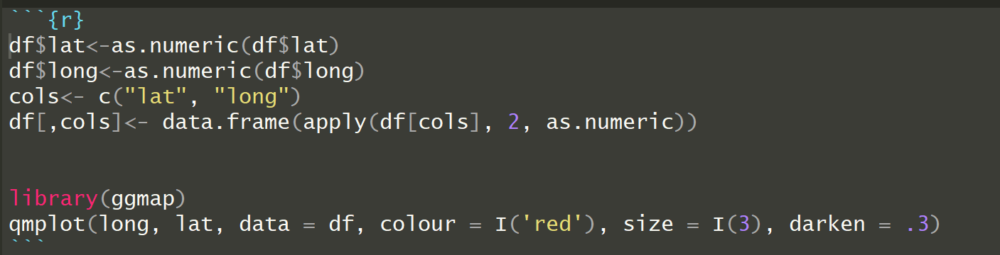 ```{r}
df$lat<-as.numeric(df$lat)
df$long<-as.numeric(df$long)
cols<- c("lat", "long")
df[,cols]<- data.frame(apply(df[cols], 2, as.numeric))
library(ggmap)
qmplot(long, lat, data = df, colour = I('red'), size = I(3), darken = .3)
```